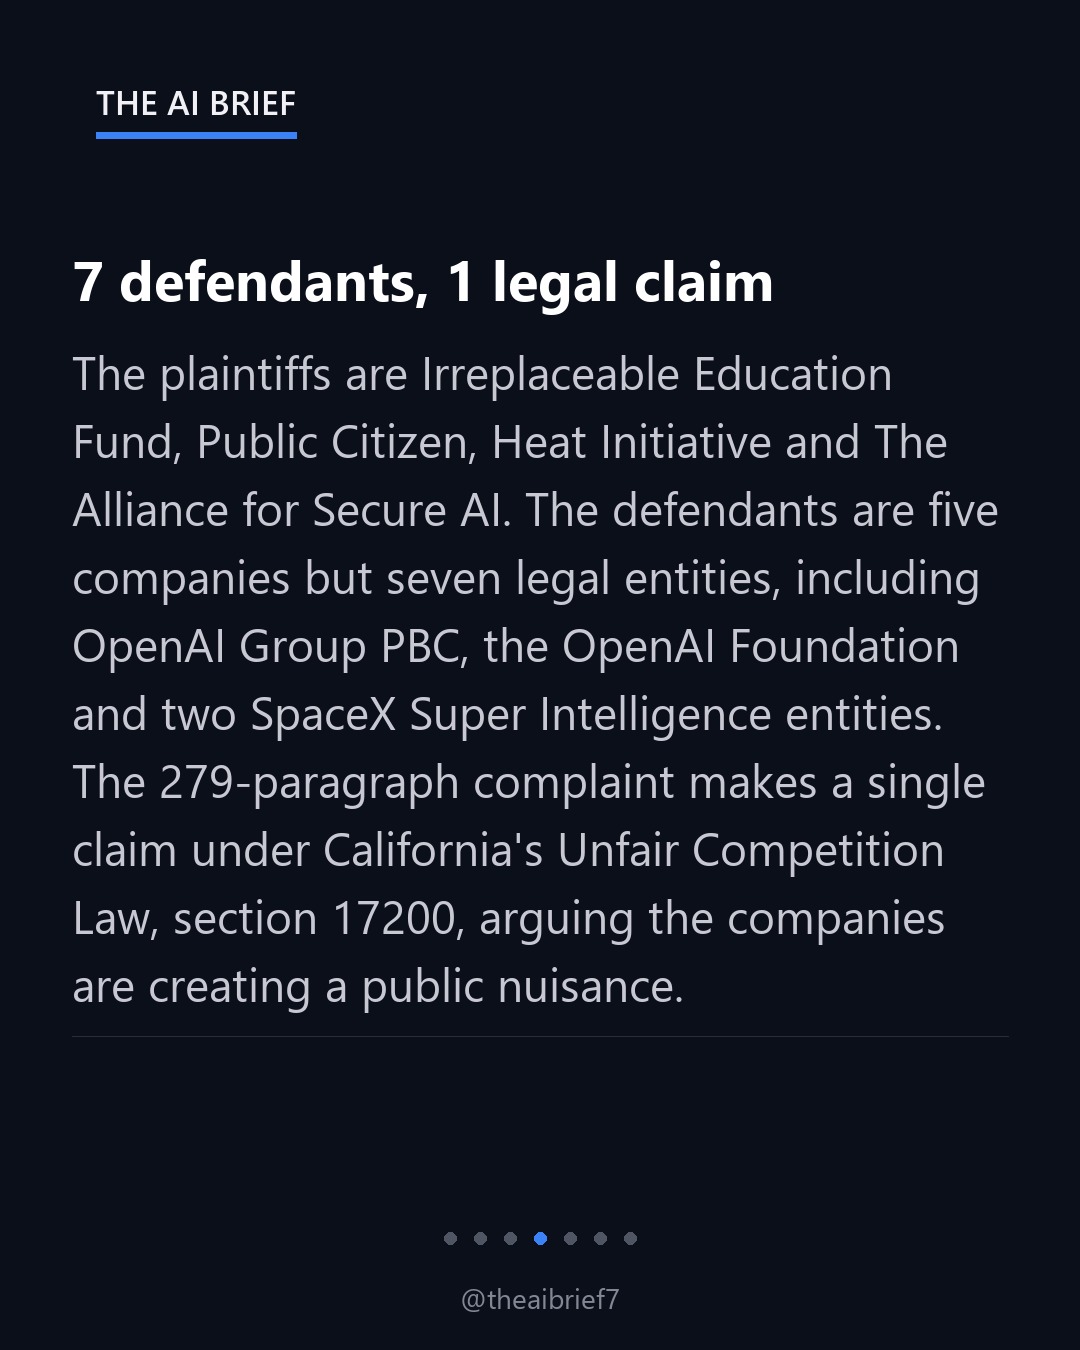 THE AI BRIEF
7 defendants, 1 legal claim
The plaintiffs are Irreplaceable Education
Fund, Public Citizen, Heat Initiative and The
Alliance for Secure AI. The defendants are five
companies but seven legal entities, including
OpenAI Group PBC, the OpenAI Foundation
and two SpaceX Super Intelligence entities.
The 279-paragraph complaint makes a single
claim under California's Unfair Competition
Law, section 17200, arguing the companies
are creating a public nuisance.
@theaibrief7